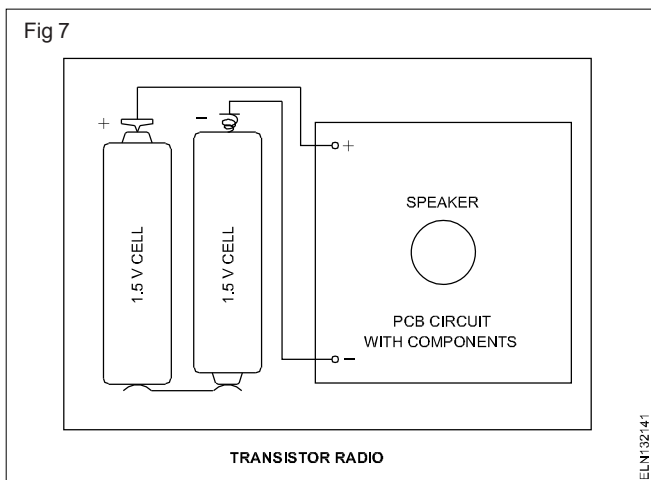 Fig 7
+
−
1.5 V CELL
1.5 V CELL
+
SPEAKER
PCB CIRCUIT
WITH COMPONENTS
−
TRANSISTOR RADIO
ELN132141